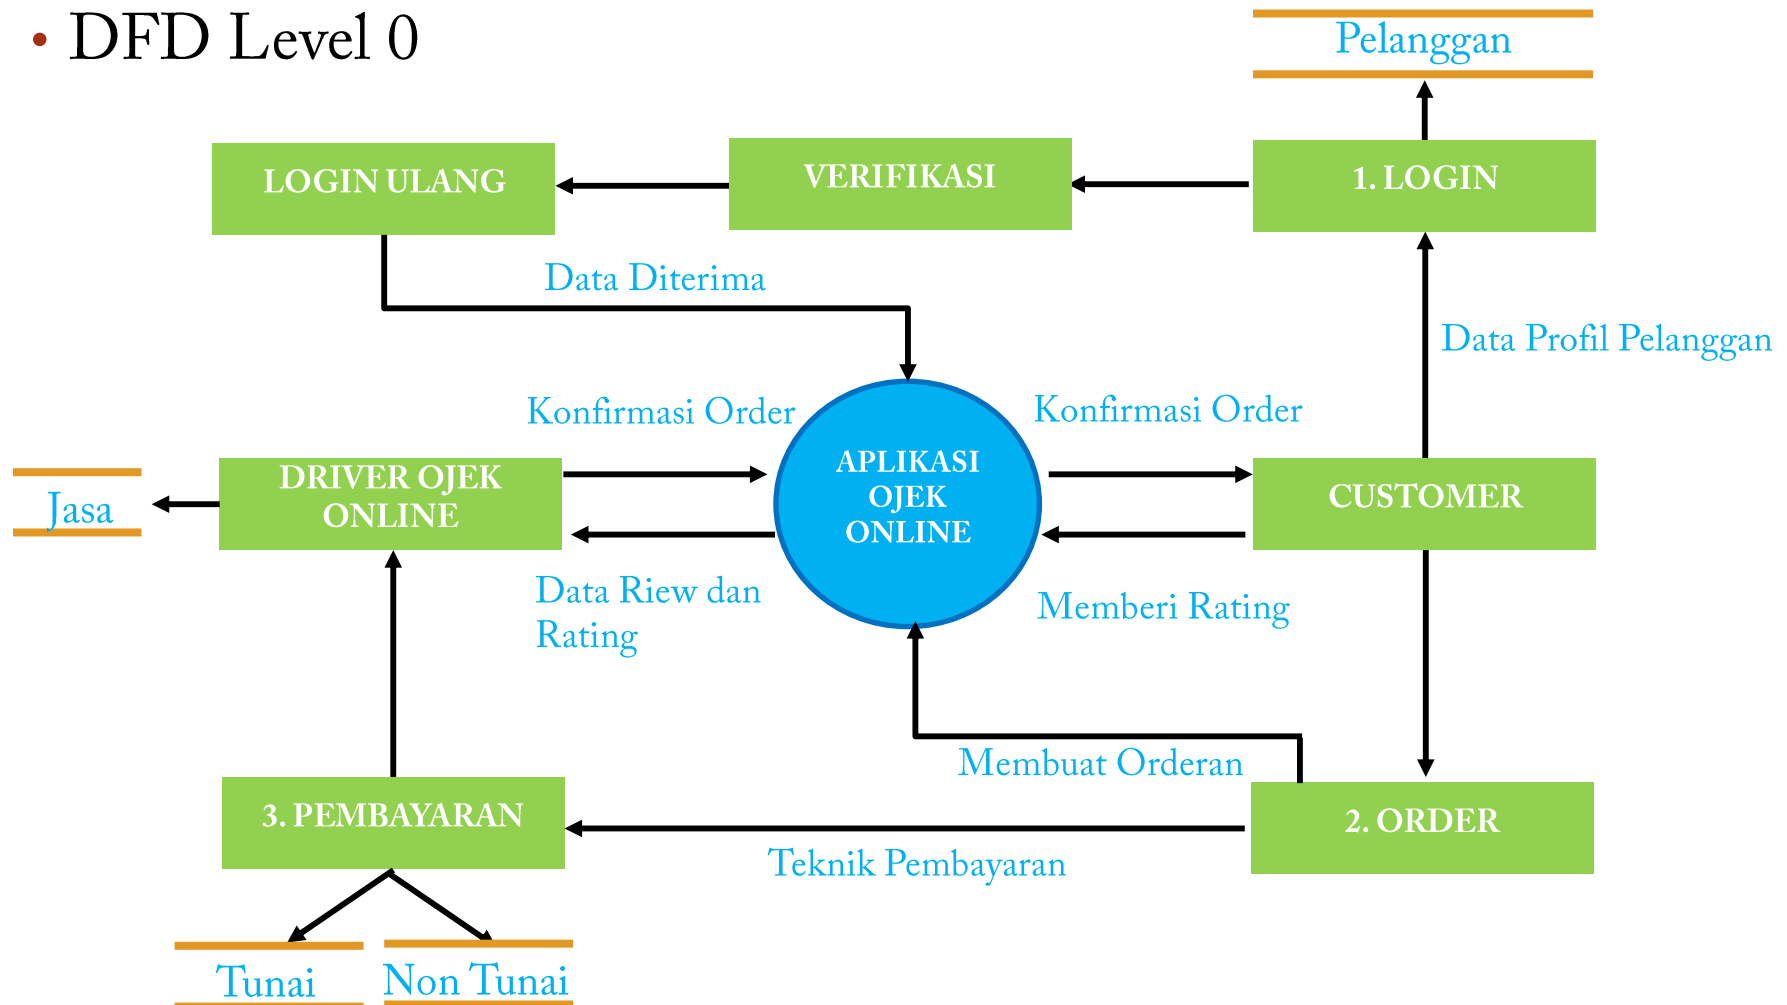 • DFD Level 0
Pelanggan
LOGIN ULANG
VERIFIKASI
1. LOGIN
Data Diterima
Data Profil Pelanggan
Konfirmasi Order
Konfirmasi Order
Jasa
DRIVER OJEK
ONLINE
APLIKASI
OJEK
ONLINE
CUSTOMER
Data Riew dan
Rating
Memberi Rating
Membuat Orderan
3. PEMBAYARAN
2. ORDER
Teknik Pembayaran
Tunai
Non Tunai